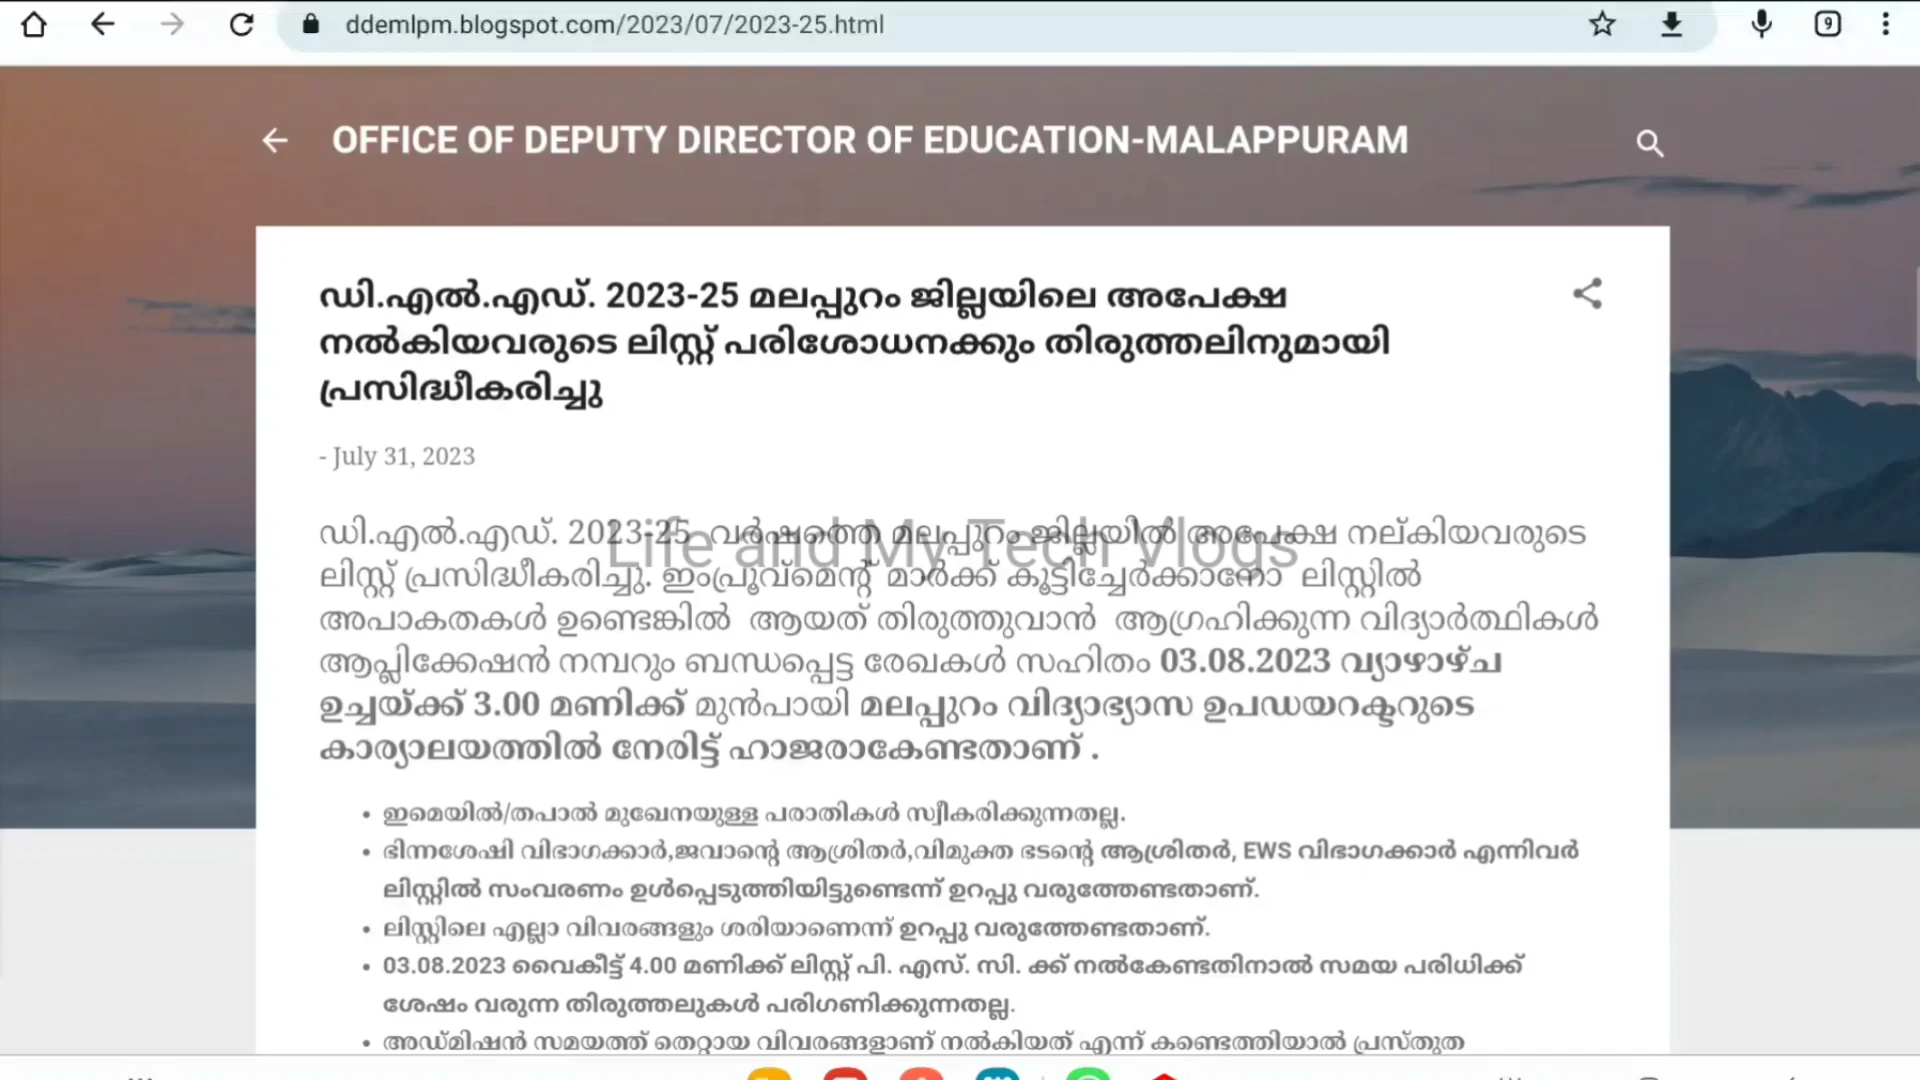 ddemlpm.blogspot.com/2023/07/2023-25.html
9
OFFICE OF DEPUTY DIRECTOR OF EDUCATION-MALAPPURAM
ഡി.എൽ.എഡ്. 2023-25 മലപ്പുറം ജില്ലയിലെ അപേക്ഷ
നൽകിയവരുടെ ലിസ്റ്റ് പരിശോധനക്കും തിരുത്തലിനുമായി
പ്രസിദ്ധീകരിച്ചു
- July 31, 2023
ഡി.എൽ.എഡ്. 2023-25 വർഷത്തെ മലപ്പുറം ജില്ലയിൽ അപേക്ഷ നല്കിയവരുടെ
Life and My Tech Vlogs
ലിസ്റ്റ് പ്രസിദ്ധീകരിച്ചു. ഇംപ്രൂവ്മെന്റ് മാർക്ക് കൂട്ടിച്ചേർക്കാനോ ലിസ്റ്റിൽ
അപാകതകൾ ഉണ്ടെങ്കിൽ ആയത് തിരുത്തുവാൻ ആഗ്രഹിക്കുന്ന വിദ്യാർത്ഥികൾ
ആപ്ലിക്കേഷൻ നമ്പറും ബന്ധപ്പെട്ട രേഖകൾ സഹിതം 03.08.2023 വ്യാഴാഴ്ച
ഉച്ചയ്ക്ക് 3.00 മണിക്ക് മുൻപായി മലപ്പുറം വിദ്യാഭ്യാസ ഉപഡയറക്ടറുടെ
കാര്യാലയത്തിൽ നേരിട്ട് ഹാജരാകേണ്ടതാണ് .
• ഇമെയിൽ/തപാൽ മുഖേനയുള്ള പരാതികൾ സ്വീകരിക്കുന്നതല്ല.
• ഭിന്നശേഷി വിഭാഗക്കാർ,ജവാന്റെ ആശ്രിതർ,വിമുക്ത ഭടന്റെ ആശ്രിതർ, EWS വിഭാഗക്കാർ എന്നിവർ
ലിസ്റ്റിൽ സംവരണം ഉൾപ്പെടുത്തിയിട്ടുണ്ടെന്ന് ഉറപ്പു വരുത്തേണ്ടതാണ്.
• ലിസ്റ്റിലെ എല്ലാ വിവരങ്ങളും ശരിയാണെന്ന് ഉറപ്പു വരുത്തേണ്ടതാണ്.
• 03.08.2023 വൈകീട്ട് 4.00 മണിക്ക് ലിസ്റ്റ് പി. എസ്. സി. ക്ക് നൽകേണ്ടതിനാൽ സമയ പരിധിക്ക്
ശേഷം വരുന്ന തിരുത്തലുകൾ പരിഗണിക്കുന്നതല്ല.
• അഡ്മിഷൻ സമയത്ത് തെറ്റായ വിവരങ്ങളാണ് നൽകിയത് എന്ന് കണ്ടെത്തിയാൽ പ്രസ്തുത